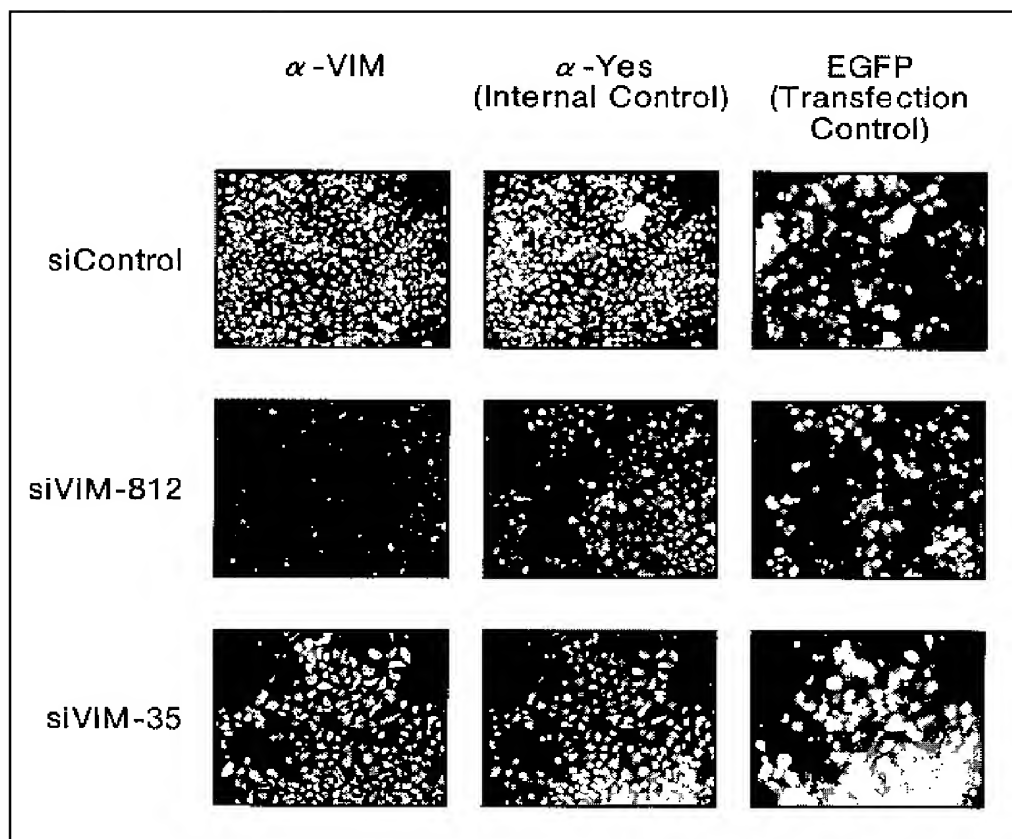 α-VIM
α-Yes
(Internal Control)
EGFP
(Transfection
Control)
siControl
siVIM-812
siVIM-35